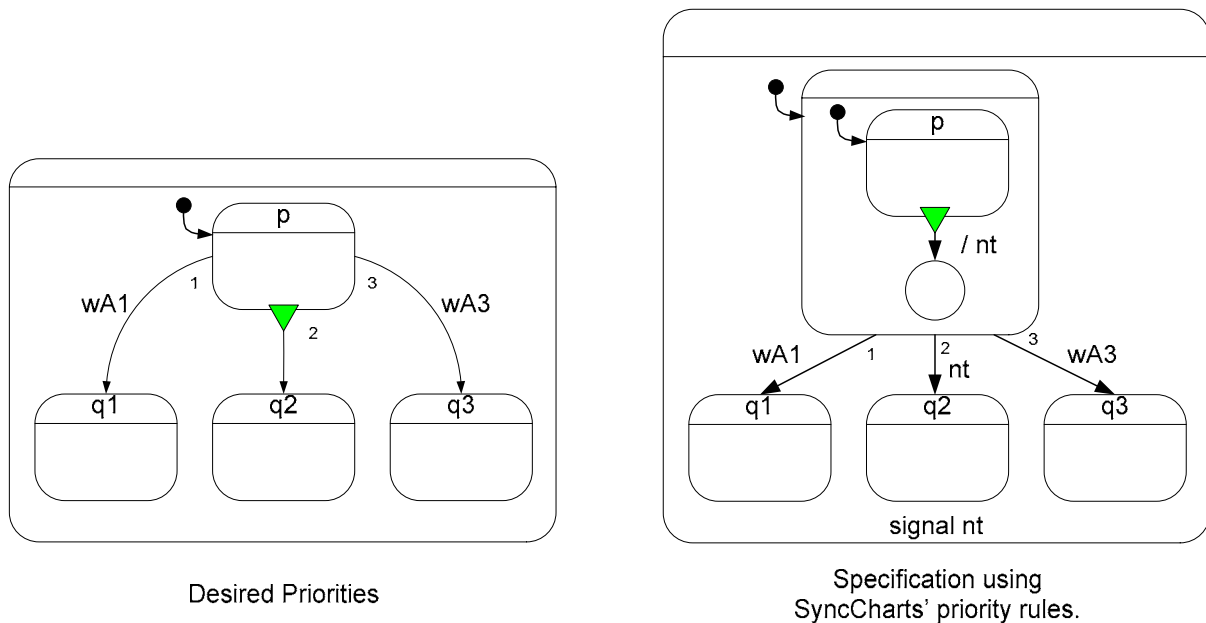 p
1
3
wA1
wA3
2
q1
q2
q3
Desired Priorities
p
/ nt
wA1
1
2
3
wA3
nt
q1
q2
q3
signal nt
Specification using
SyncCharts' priority rules.